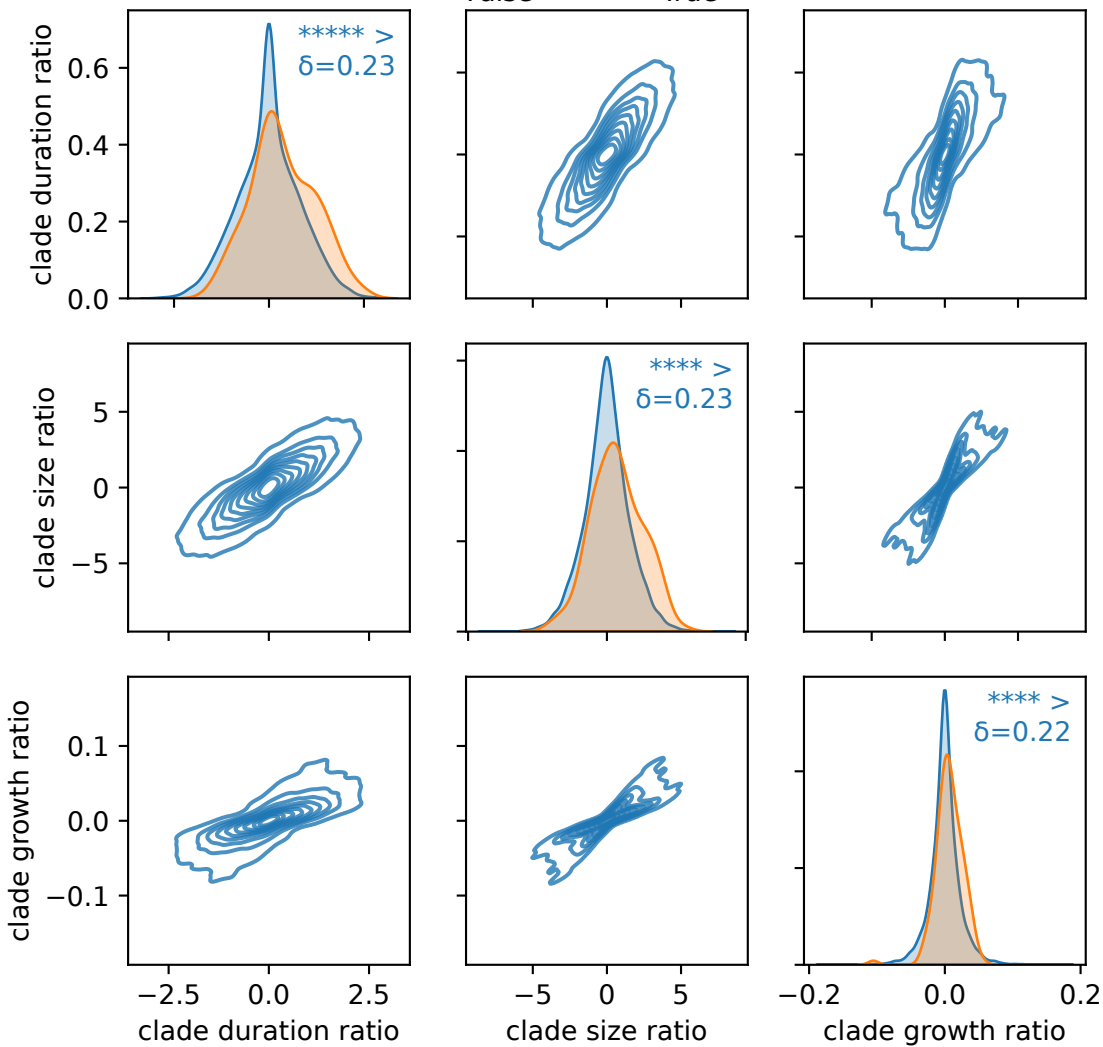 False True
clade duration ratio
0.6
0.4
0.2
0.0
***** >
δ=0.23
clade size ratio
5
0
−5
**** >
δ=0.23
clade growth ratio
0.1
0.0
−0.1
**** >
δ=0.22
−2.5 0.0 2.5
clade duration ratio
−5 0 5
clade size ratio
−0.2 0.0 0.2
clade growth ratio